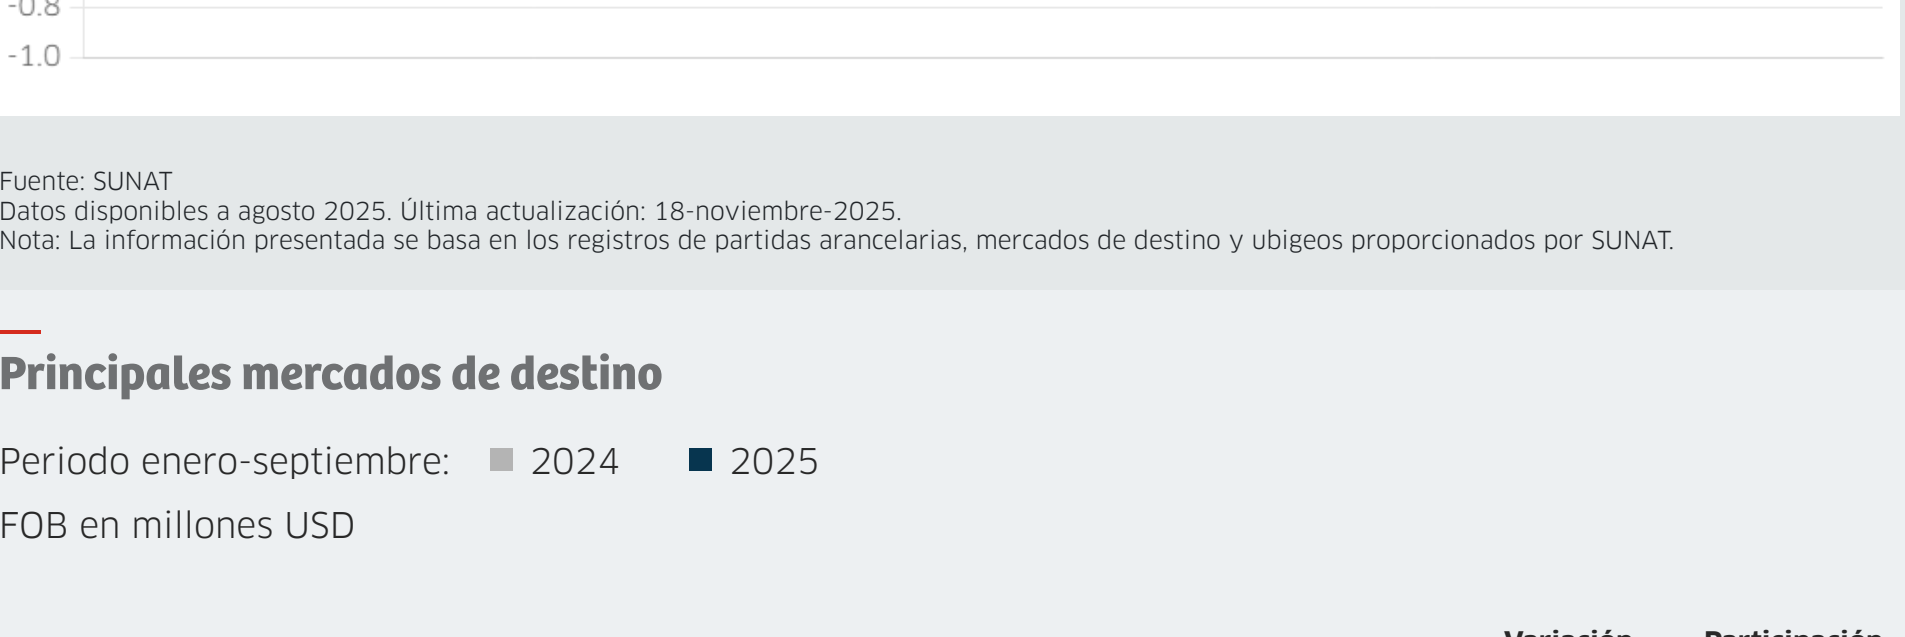 -0.8
-1.0
Fuente: SUNAT
Datos disponibles a agosto 2025. Última actualización: 18-noviembre-2025.
Nota: La información presentada se basa en los registros de partidas arancelarias, mercados de destino y ubigeos proporcionados por SUNAT.
Principales mercados de destino
Periodo enero-septiembre: 2024 2025
FOB en millones USD
Variación Participación